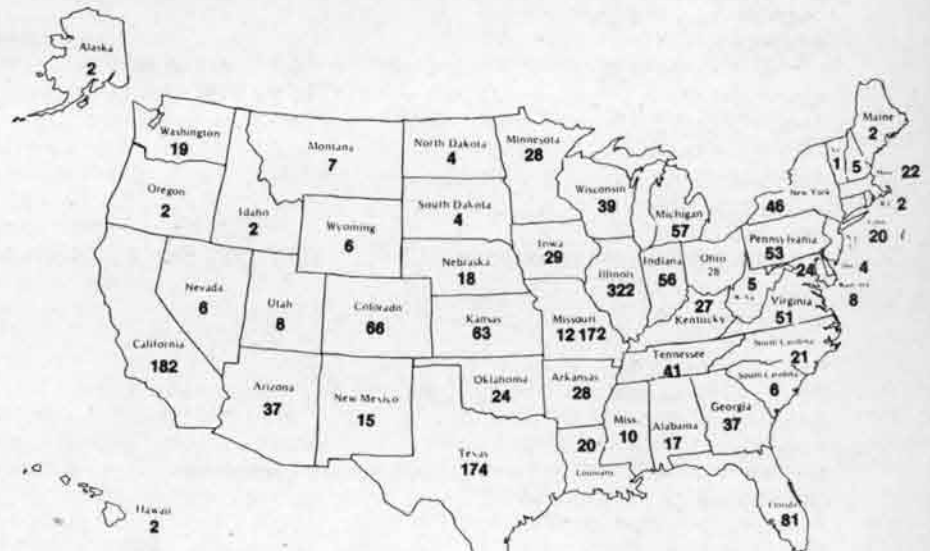 Alaska
2
Washington
19
Montana
7
North Dakota
4
Minnesota
28
Maine
2
1
5
22
Oregon
2
Idaho
2
Wyoming
6
South Dakota
4
Wisconsin
39
Michigan
57
New York
46
2
20
Nevada
6
Utah
8
Colorado
66
Nebraska
18
Iowa
29
Illinois
322
Indiana
56
Ohio
28
Pennsylvania
53
24
4
8
5
W. Va.
Virginia
51
California
182
Kansas
63
Missouri
12 172
27
Kentucky
Tennessee
41
North Carolina
21
South Carolina
6
Arizona
37
New Mexico
15
Oklahoma
24
Arkansas
28
Miss.
10
Alabama
17
Georgia
37
Texas
174
20
Louisiana
Florida
81
Hawaii
2